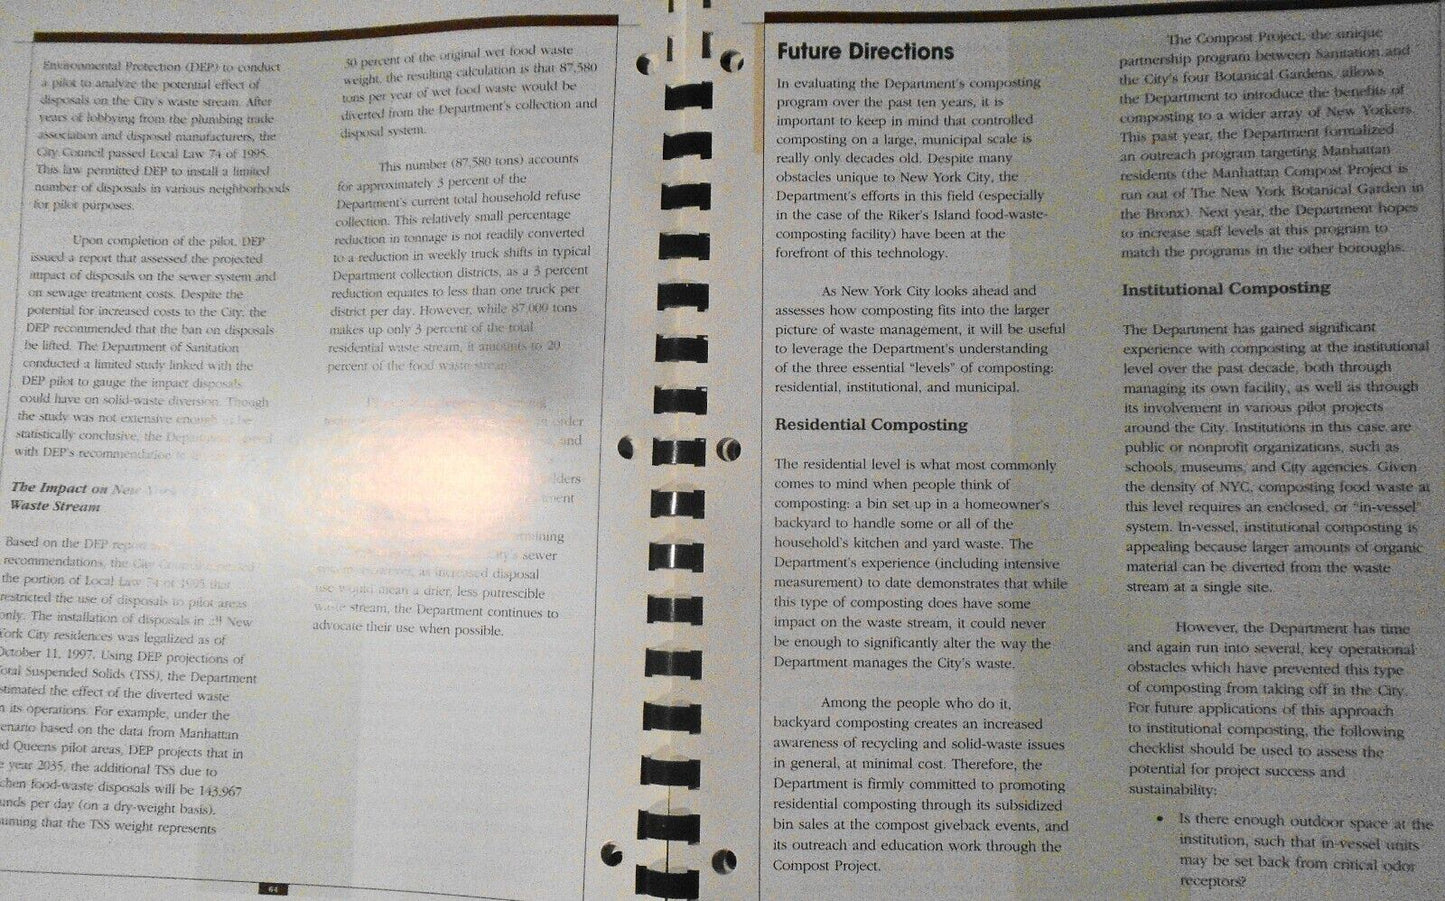 Environmental Protection (DEP) to conduct
a pilot to analyze the potential effect of
disposals on the City's waste stream. After
years of lobbying from the plumbing trade
association and disposal manufacturers, the
City Council passed Local Law 74 of 1995.
This law permitted DEP to install a limited
number of disposals in various neighborhoods
for pilot purposes.
Upon completion of the pilot, DEP
issued a report that assessed the projected
impact of disposals on the sewer system and
on sewage treatment costs. Despite the
potential for increased costs to the City, the
DEP recommended that the ban on disposals
be lifted. The Department of Sanitation
conducted a limited study linked with the
DEP pilot to gauge the impact disposals
could have on solid-waste diversion. Though
the study was not extensive enough to be
statistically conclusive, the
with DEP's recommendation
The Impact on New York
Waste Stream
Based on the DEP report
recommendations, the City
the portion of Local Law 74 of 1995 that
restricted the use of disposals to pilot areas
only. The installation of disposals in all New
York City residences was legalized as of
October 11, 1997. Using DEP projections of
Total Suspended Solids (TSS), the Department
stimated the effect of the diverted waste
n its operations. For example, under the
enario based on the data from Manhattan
d Queens pilot areas, DEP projects that in
e year 2035, the additional TSS due to
chen food-waste disposals will be 143,967
unds per day (on a dry-weight basis).
uming that the TSS weight represents
64
30 percent of the original wet food waste
weight, the resulting calculation is that 87,580
tons per year of wet food waste would be
diverted from the Department's collection and
disposal system.
This number (87,580 tons) accounts
for approximately 3 percent of the
Department's current total household refuse
collection. This relatively small percentage
reduction in tonnage is not readily converted
to a reduction in weekly truck shifts in typical
Department collection districts, as a 3 percent
reduction equates to less than one truck per
district per day. However, while 87,000 tons
makes up only 3 percent of the total
residential waste stream, it amounts to 20
percent of the food waste stream
order
and
City's sewer
as increased disposal
use would mean a drier, less putrescible
waste stream, the Department continues to
advocate their use when possible.
Future Directions
In evaluating the Department's composting
program over the past ten years, it is
important to keep in mind that controlled
composting on a large, municipal scale is
really only decades old. Despite many
obstacles unique to New York City, the
Department's efforts in this field (especially
in the case of the Riker's Island food-waste-
composting facility) have been at the
forefront of this technology.
As New York City looks ahead and
assesses how composting fits into the larger
picture of waste management, it will be useful
to leverage the Department's understanding
of the three essential "levels" of composting:
residential, institutional, and municipal.
Residential Composting
The residential level is what most commonly
comes to mind when people think of
composting: a bin set up in a homeowner's
backyard to handle some or all of the
household's kitchen and yard waste. The
Department's experience (including intensive
measurement) to date demonstrates that while
this type of composting does have some
impact on the waste stream, it could never
be enough to significantly alter the way the
Department manages the City's waste.
Among the people who do it,
backyard composting creates an increased
awareness of recycling and solid-waste issues
in general, at minimal cost. Therefore, the
Department is firmly committed to promoting
residential composting through its subsidized
bin sales at the compost giveback events, and
its outreach and education work through the
Compost Project.
The Compost Project, the unique
partnership program between Sanitation and
the City's four Botanical Gardens, allows
the Department to introduce the benefits of
composting to a wider array of New Yorkers.
This past year, the Department formalized
an outreach program targeting Manhattan
residents (the Manhattan Compost Project is
run out of The New York Botanical Garden in
the Bronx). Next year, the Department hopes
to increase staff levels at this program to
match the programs in the other boroughs.
Institutional Composting
The Department has gained significant
experience with composting at the institutional
level over the past decade, both through
managing its own facility, as well as through
its involvement in various pilot projects
around the City. Institutions in this case are
public or nonprofit organizations, such as
schools, museums, and City agencies. Given
the density of NYC, composting food waste at
this level requires an enclosed, or "in-vessel"
system. In-vessel, institutional composting is
appealing because larger amounts of organic
material can be diverted from the waste
stream at a single site.
However, the Department has time
and again run into several, key operational
obstacles which have prevented this type
of composting from taking off in the City.
For future applications of this approach
to institutional composting, the following
checklist should be used to assess the
potential for project success and
sustainability:
• Is there enough outdoor space at the
institution, such that in-vessel units
may be set back from critical odor
receptors?